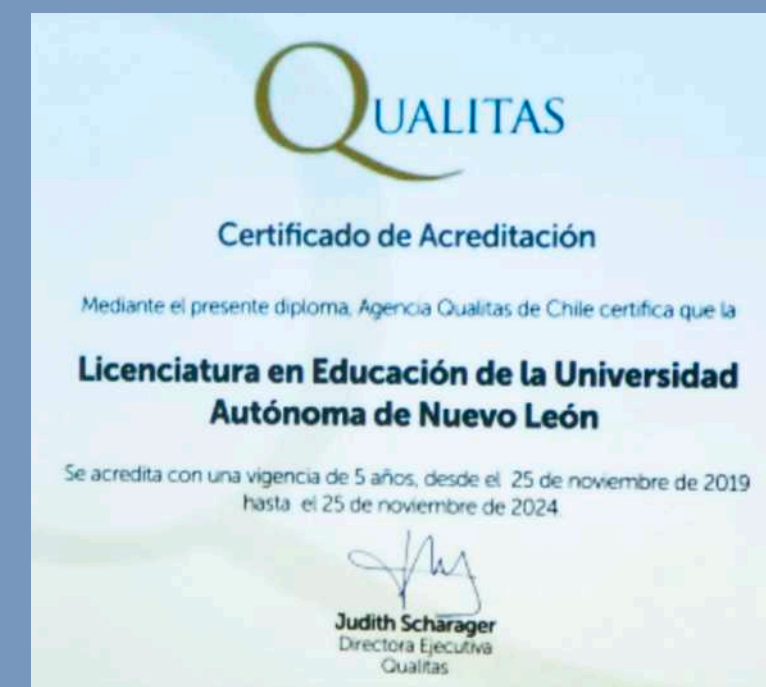 QUALITAS
Certificado de Acreditación
Mediante el presente diploma, Agencia Qualitas de Chile certifica que la
Licenciatura en Educación de la Universidad
Autónoma de Nuevo León
Se acredita con una vigencia de 5 años, desde el 25 de noviembre de 2019
hasta el 25 de noviembre de 2024
Judith Scharager
Directora Ejecutiva
Qualitas